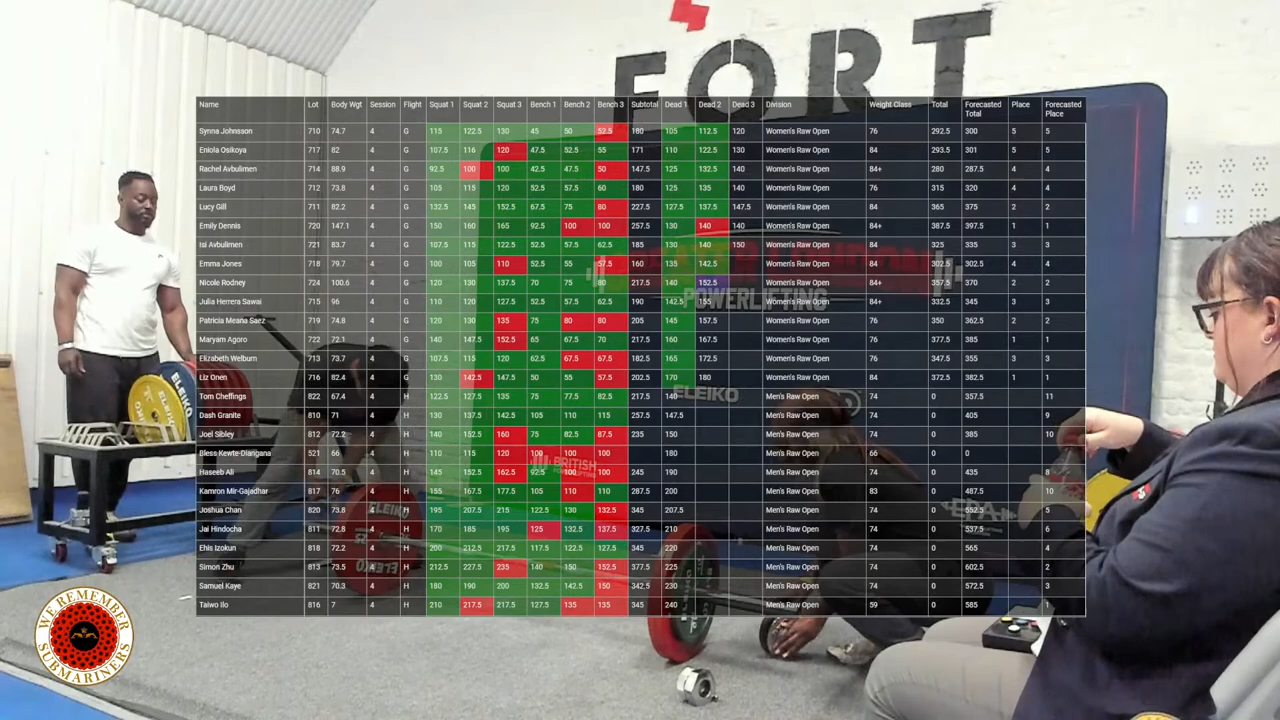 FORT
Name Lot Body Wgt Session Flight Squat 1 Squat 2 Squat 3 Bench 1 Bench 2 Bench 3 Subtotal Dead 1 Dead 2 Dead 3 Division Weight Class Total Forecasted Total Place Forecasted Place
Synna Johnsson 710 74.7 4 G 115 122.5 130 45 50 52.5 180 105 112.5 120 Women's Raw Open 76 292.5 300 5 5
Eniola Osikoya 717 82 4 G 107.5 116 120 47.5 52.5 55 171 110 122.5 130 Women's Raw Open 84 293.5 301 5 5
Rachel Avbulimen 714 88.9 4 G 92.5 100 100 42.5 47.5 50 147.5 125 132.5 140 Women's Raw Open 84+ 280 287.5 4 4
Laura Boyd 712 73.8 4 G 105 115 120 52.5 57.5 60 180 125 135 140 Women's Raw Open 76 315 320 4 4
Lucy Gill 711 82.2 4 G 132.5 145 152.5 67.5 75 80 227.5 127.5 137.5 147.5 Women's Raw Open 84 365 375 2 2
Emily Dennis 720 147.1 4 G 150 160 165 92.5 100 100 257.5 130 140 140 Women's Raw Open 84+ 387.5 397.5 1 1
Isi Avbulimen 721 83.7 4 G 107.5 115 122.5 52.5 57.5 62.5 185 130 140 150 Women's Raw Open 84 325 335 3 3
Emma Jones 718 79.7 4 G 100 105 110 52.5 55 57.5 160 135 142.5 Women's Raw Open 84 302.5 302.5 4 4
Nicole Rodney 724 100.6 4 G 120 130 137.5 70 75 80 217.5 140 152.5 Women's Raw Open 84+ 357.5 370 2 2
Julia Herrera Sawai 715 96 4 G 110 120 127.5 52.5 57.5 62.5 190 142.5 155 Women's Raw Open 84+ 332.5 345 3 3
Patricia Meana Saez 719 74.8 4 G 120 130 135 75 80 80 205 145 157.5 Women's Raw Open 76 350 362.5 2 2
Maryam Agoro 722 72.1 4 G 140 147.5 152.5 65 67.5 70 217.5 160 167.5 Women's Raw Open 76 377.5 385 1 1
Elizabeth Welburn 713 73.7 4 G 107.5 115 120 62.5 67.5 67.5 182.5 165 172.5 Women's Raw Open 76 347.5 355 3 3
Liz Onen 716 82.4 4 G 130 142.5 147.5 50 55 57.5 202.5 170 180 Women's Raw Open 84 372.5 382.5 1 1
Tom Cheffings 822 67.4 4 H 122.5 127.5 135 75 77.5 82.5 217.5 140 Men's Raw Open 74 0 357.5 11
Dash Granite 810 71 4 H 130 137.5 142.5 105 110 115 257.5 147.5 Men's Raw Open 74 0 405 9
Joel Sibley 812 72.2 4 H 140 152.5 160 75 82.5 87.5 235 150 Men's Raw Open 74 0 385 10
Bless Kewte-Diangana 521 66 4 H 110 115 120 100 100 100 180 Men's Raw Open 66 0 0
Haseeb Ali 814 70.5 4 H 145 152.5 162.5 92.5 100 100 245 190 Men's Raw Open 74 0 435 8
Kamron Mir-Gajadhar 817 76 4 H 155 167.5 177.5 105 110 110 287.5 200 Men's Raw Open 83 0 487.5 10
Joshua Chan 820 73.8 4 H 195 207.5 215 122.5 130 132.5 345 207.5 Men's Raw Open 74 0 552.5 5
Jai Hindocha 811 72.8 4 H 170 185 195 125 132.5 137.5 327.5 210 Men's Raw Open 74 0 537.5 6
Ehis Izokun 818 72.2 4 H 200 212.5 217.5 117.5 122.5 127.5 345 220 Men's Raw Open 74 0 565 4
Simon Zhu 813 73.5 4 H 212.5 227.5 235 140 150 152.5 377.5 225 Men's Raw Open 74 0 602.5 2
Samuel Kaye 821 70.3 4 H 180 190 200 132.5 142.5 150 342.5 230 Men's Raw Open 74 0 572.5 3
Taiwo Ilo 816 7 4 H 210 217.5 217.5 127.5 135 135 345 240 Men's Raw Open 59 0 585 1
POWERLIFTING
ELEIKO
BRITISH
EPA
ELEIKO
ELEIKO
WE REMEMBER
SUBMARINERS